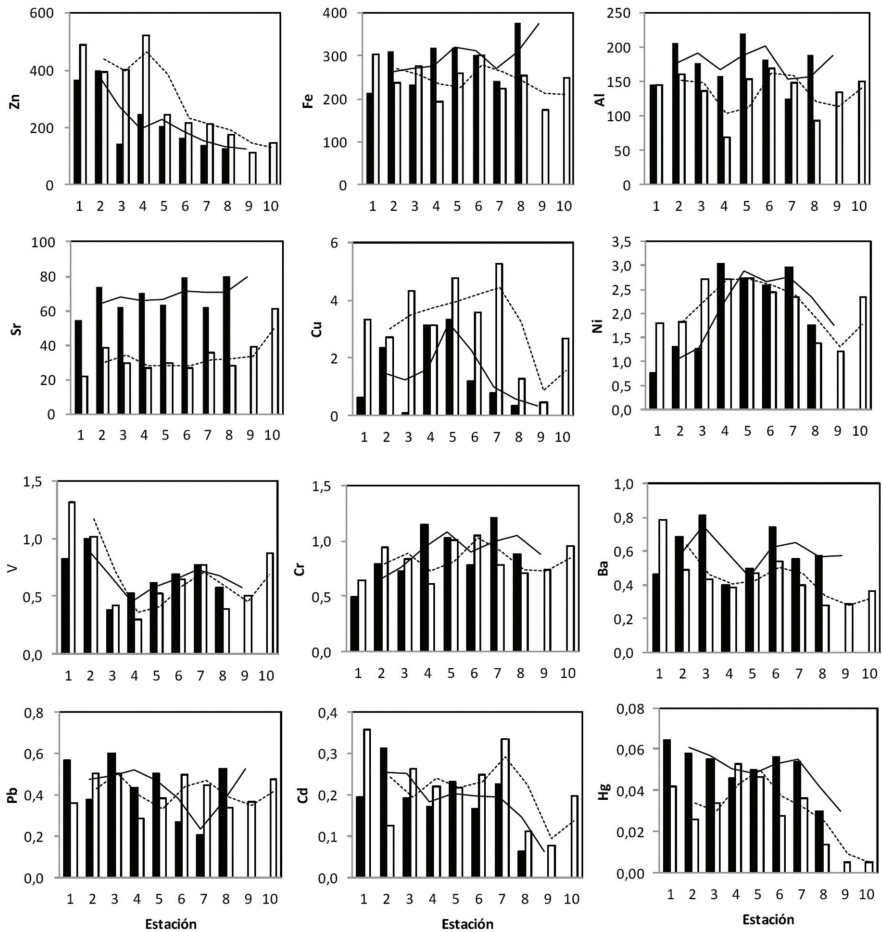 600
400
200
0
Zn
1 2 3 4 5 6 7 8 9 10
400
300
200
100
0
Fe
1 2 3 4 5 6 7 8 9 10
250
200
150
100
50
0
Al
1 2 3 4 5 6 7 8 9 10
100
80
60
40
20
0
Sr
1 2 3 4 5 6 7 8 9 10
6
4
2
0
Cu
1 2 3 4 5 6 7 8 9 10
3,5
3,0
2,5
2,0
1,5
1,0
0,5
0,0
Ni
1 2 3 4 5 6 7 8 9 10
1,5
1,0
0,5
0,0
V
1 2 3 4 5 6 7 8 9 10
1,5
1,0
0,5
0,0
Cr
1 2 3 4 5 6 7 8 9 10
1,0
0,8
0,6
0,4
0,2
0,0
Ba
1 2 3 4 5 6 7 8 9 10
0,8
0,6
0,4
0,2
0,0
Pb
1 2 3 4 5 6 7 8 9 10
Estación
0,4
0,3
0,2
0,1
0,0
Cd
1 2 3 4 5 6 7 8 9 10
Estación
0,08
0,06
0,04
0,02
0,00
Hg
1 2 3 4 5 6 7 8 9 10
Estación